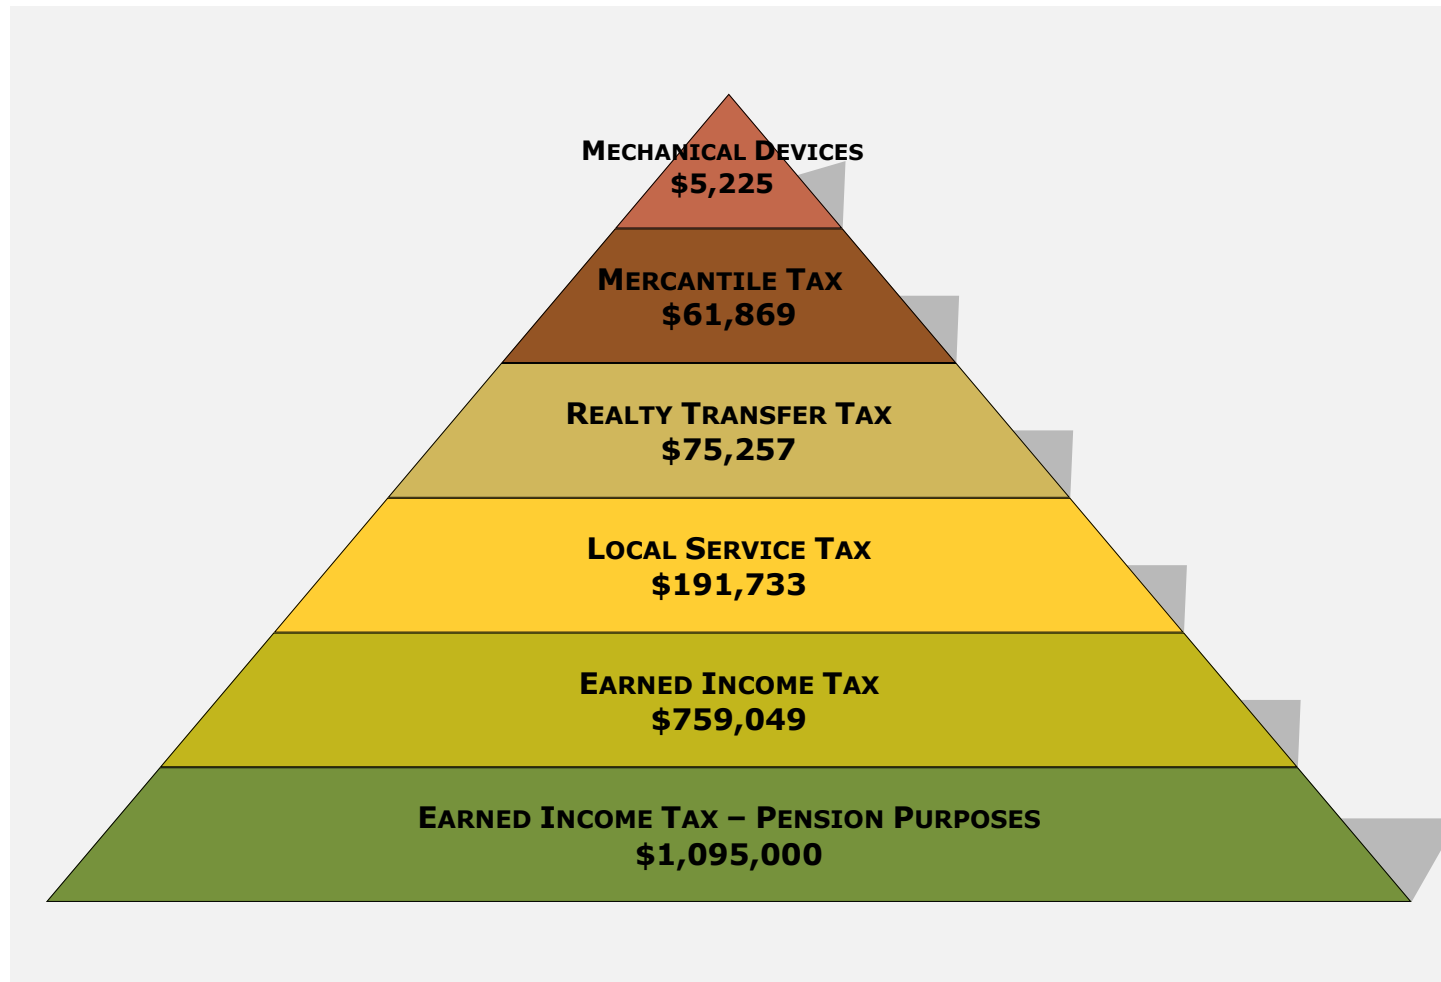 Mechanical Devices
$5,225
Mercantile Tax
$61,869
Realty Transfer Tax
$75,257
Local Service Tax
$191,733
Earned Income Tax
$759,049
Earned Income Tax – Pension Purposes
$1,095,000